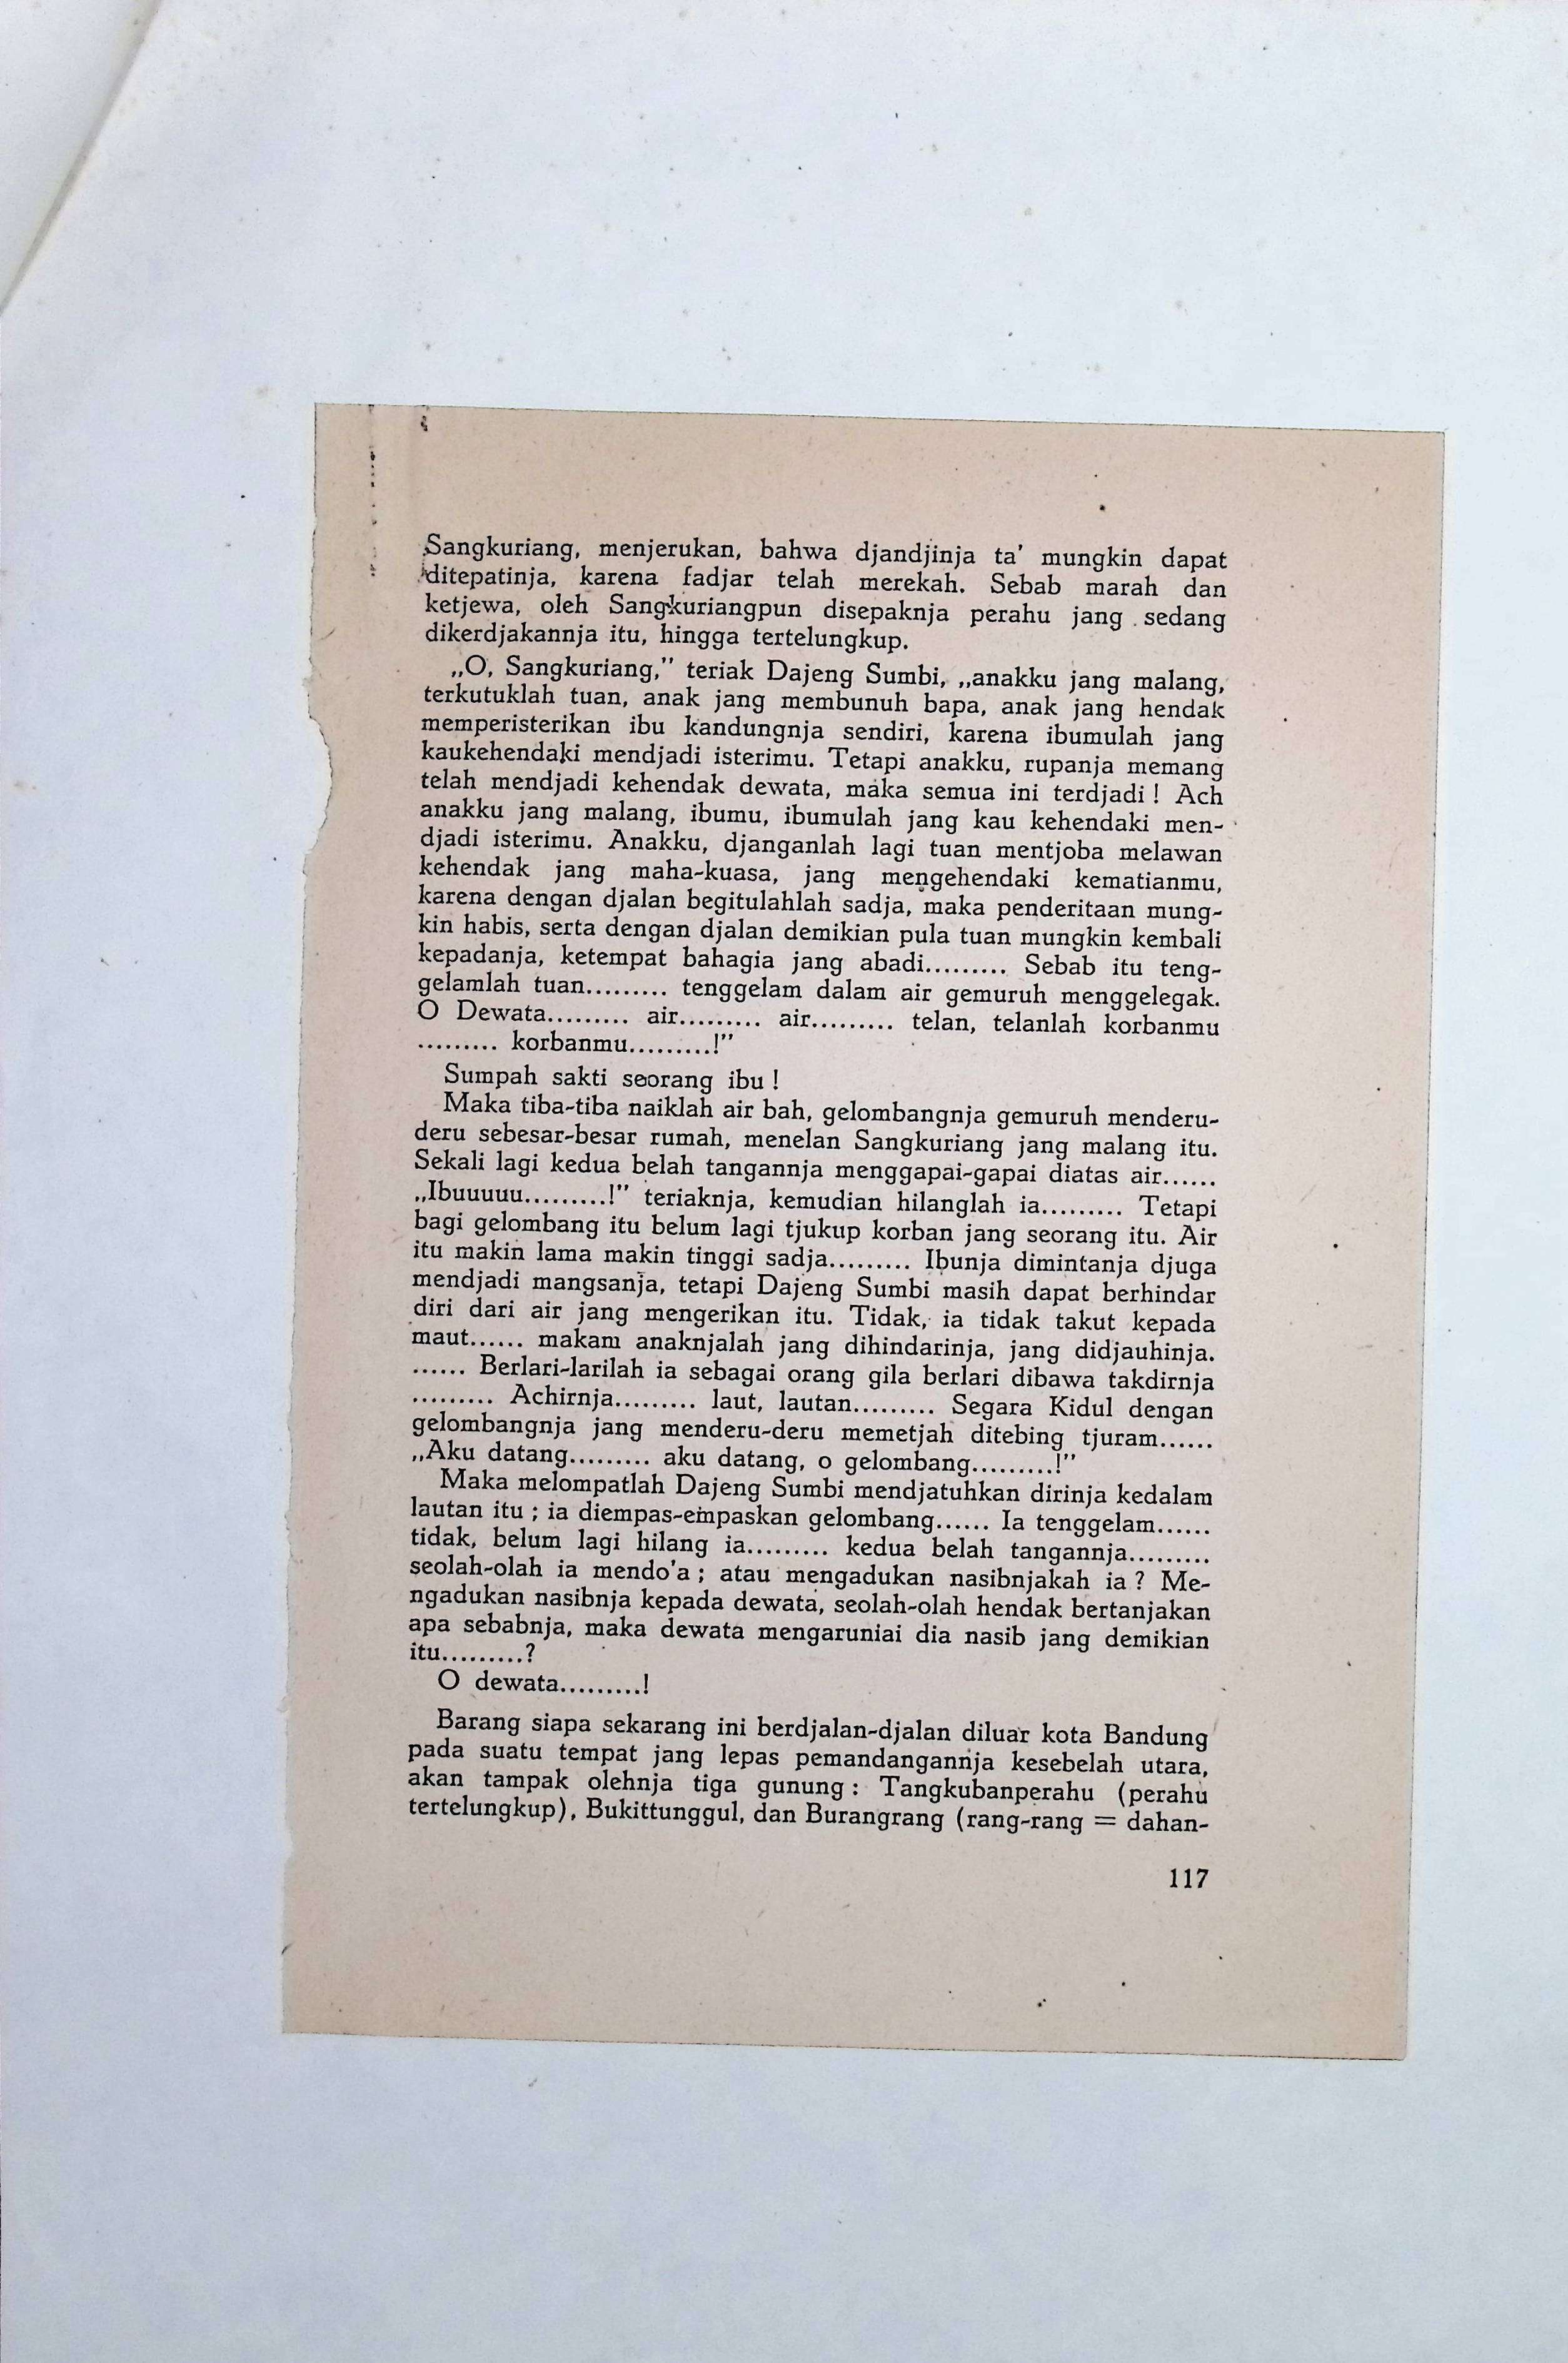 Sangkuriang, menjerukan, bahwa djandjinja ta' mungkin dapat
ditepatinja, karena fadjar telah merekah. Sebab marah dan
ketjewa, oleh Sangkuriangpun disepaknja perahu jang sedang
dikerdjakannja itu, hingga tertelungkup.
„O, Sangkuriang,” teriak Dajeng Sumbi, „anakku jang malang,
terkutuklah tuan, anak jang membunuh bapa, anak jang hendak
memperisterikan ibu kandungnja sendiri, karena ibumulah jang
kaukehendaki mendjadi isterimu. Tetapi anakku, rupanja memang
telah mendjadi kehendak dewata, maka semua ini terdjadi ! Ach
anakku jang malang, ibumu, ibumulah jang kau kehendaki men-
djadi isterimu. Anakku, djanganlah lagi tuan mentjoba melawan
kehendak jang maha-kuasa, jang mengehendaki kematianmu,
karena dengan djalan begitulahlah sadja, maka penderitaan mung-
kin habis, serta dengan djalan demikian pula tuan mungkin kembali
kepadanja, ketempat bahagia jang abadi......... Sebab itu teng-
gelamlah tuan......... tenggelam dalam air gemuruh menggelegak.
O Dewata......... air......... air......... telan, telanlah korbanmu
......... korbanmu.........!”
Sumpah sakti seorang ibu !
Maka tiba-tiba naiklah air bah, gelombangnja gemuruh menderu-
deru sebesar-besar rumah, menelan Sangkuriang jang malang itu.
Sekali lagi kedua belah tangannja menggapai-gapai diatas air......
„Ibuuuuu.........!” teriaknja, kemudian hilanglah ia......... Tetapi
bagi gelombang itu belum lagi tjukup korban jang seorang itu. Air
itu makin lama makin tinggi sadja......... Ibunja dimintanja djuga
mendjadi mangsanja, tetapi Dajeng Sumbi masih dapat berhindar
diri dari air jang mengerikan itu. Tidak, ia tidak takut kepada
maut...... makam anaknjalah jang dihindarinja, jang didjauhinja.
...... Berlari-larilah ia sebagai orang gila berlari dibawa takdirnja
......... Achirnja......... laut, lautan......... Segara Kidul dengan
gelombangnja jang menderu-deru memetjah ditebing tjuram......
„Aku datang......... aku datang, o gelombang.........!”
Maka melompatlah Dajeng Sumbi mendjatuhkan dirinja kedalam
lautan itu ; ia diempas-empaskan gelombang...... Ia tenggelam......
tidak, belum lagi hilang ia......... kedua belah tangannja.........
seolah-olah ia mendo'a ; atau mengadukan nasibnjakah ia ? Me-
ngadukan nasibnja kepada dewata, seolah-olah hendak bertanjakan
apa sebabnja, maka dewata mengaruniai dia nasib jang demikian
itu.........?
O dewata.........!
Barang siapa sekarang ini berdjalan-djalan diluar kota Bandung
pada suatu tempat jang lepas pemandangannja kesebelah utara,
akan tampak olehnja tiga gunung : Tangkubanperahu (perahu
tertelungkup), Bukittunggul, dan Burangrang (rang-rang = dahan-
117